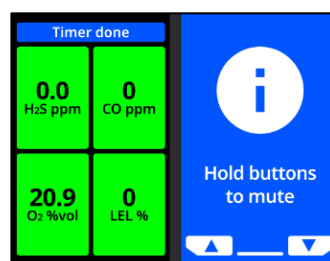 Timer done
0.0
H₂S ppm
0
CO ppm
20.9
O₂ %vol
0
LEL %
i
Hold buttons
to mute